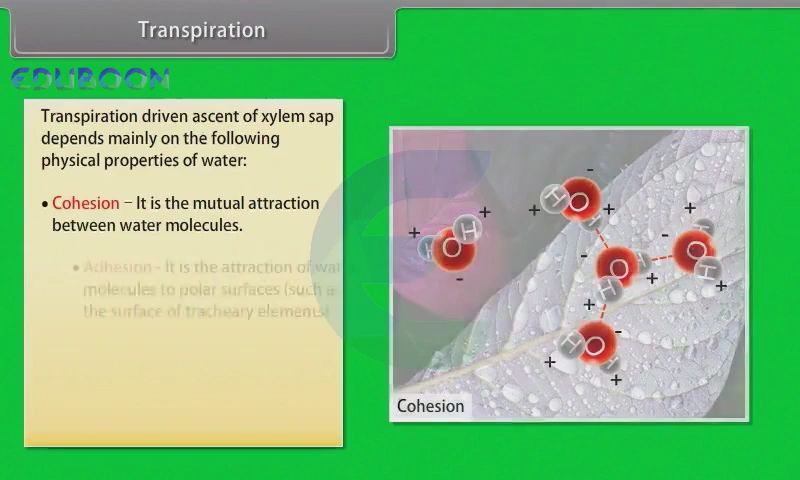 Transpiration
EDUBOON
Transpiration driven ascent of xylem sap
depends mainly on the following
physical properties of water:
• Cohesion – It is the mutual attraction
between water molecules.
• Adhesion - It is the attraction of
molecules to polar surfaces (such
the surface of tracheary elements)
- H O + +
+ H O + -
- O H + +
- O H +
H O H - + +
Cohesion